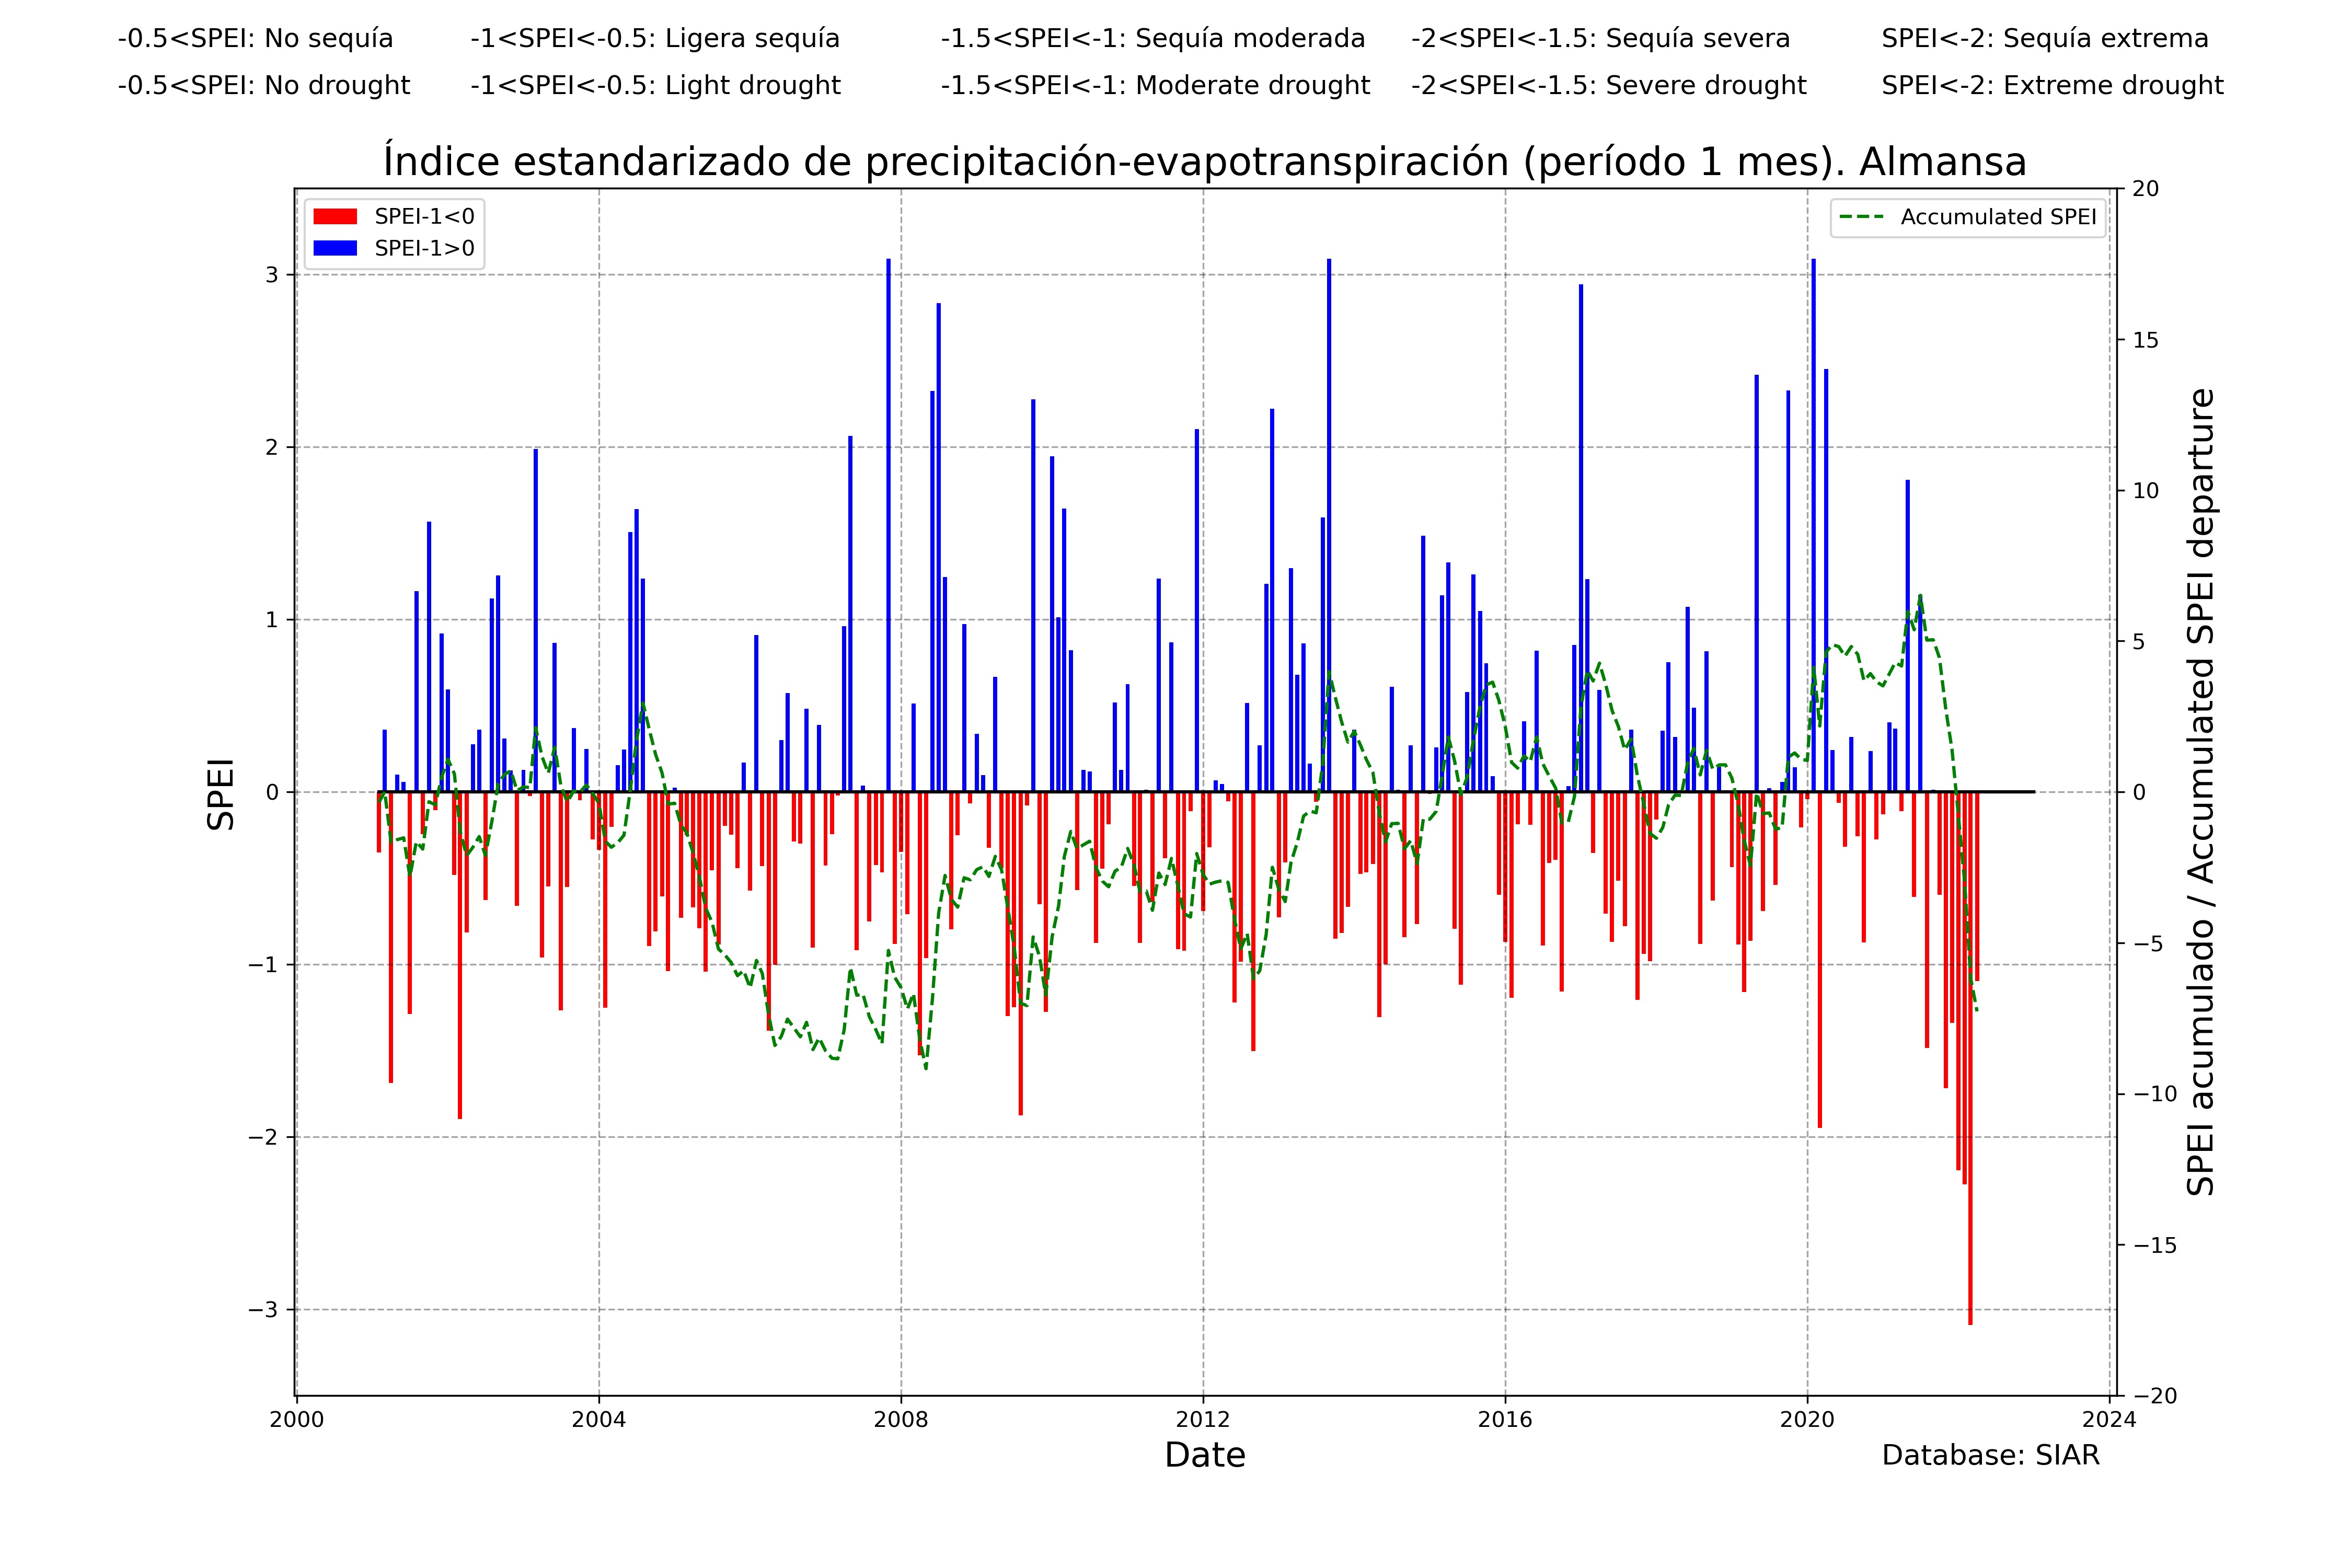 -0.5<SPEI: No sequía -1<SPEI<-0.5: Ligera sequía -1.5<SPEI<-1: Sequía moderada -2<SPEI<-1.5: Sequía severa SPEI<-2: Sequía extrema
-0.5<SPEI: No drought -1<SPEI<-0.5: Light drought -1.5<SPEI<-1: Moderate drought -2<SPEI<-1.5: Severe drought SPEI<-2: Extreme drought
Índice estandarizado de precipitación-evapotranspiración (período 1 mes). Almansa
SPEI-1<0
SPEI-1>0
Accumulated SPEI
SPEI
3
2
1
0
−1
−2
−3
20
15
10
5
0
−5
−10
−15
−20
SPEI acumulado / Accumulated SPEI departure
2000 2004 2008 2012 2016 2020 2024
Date
Database: SIAR